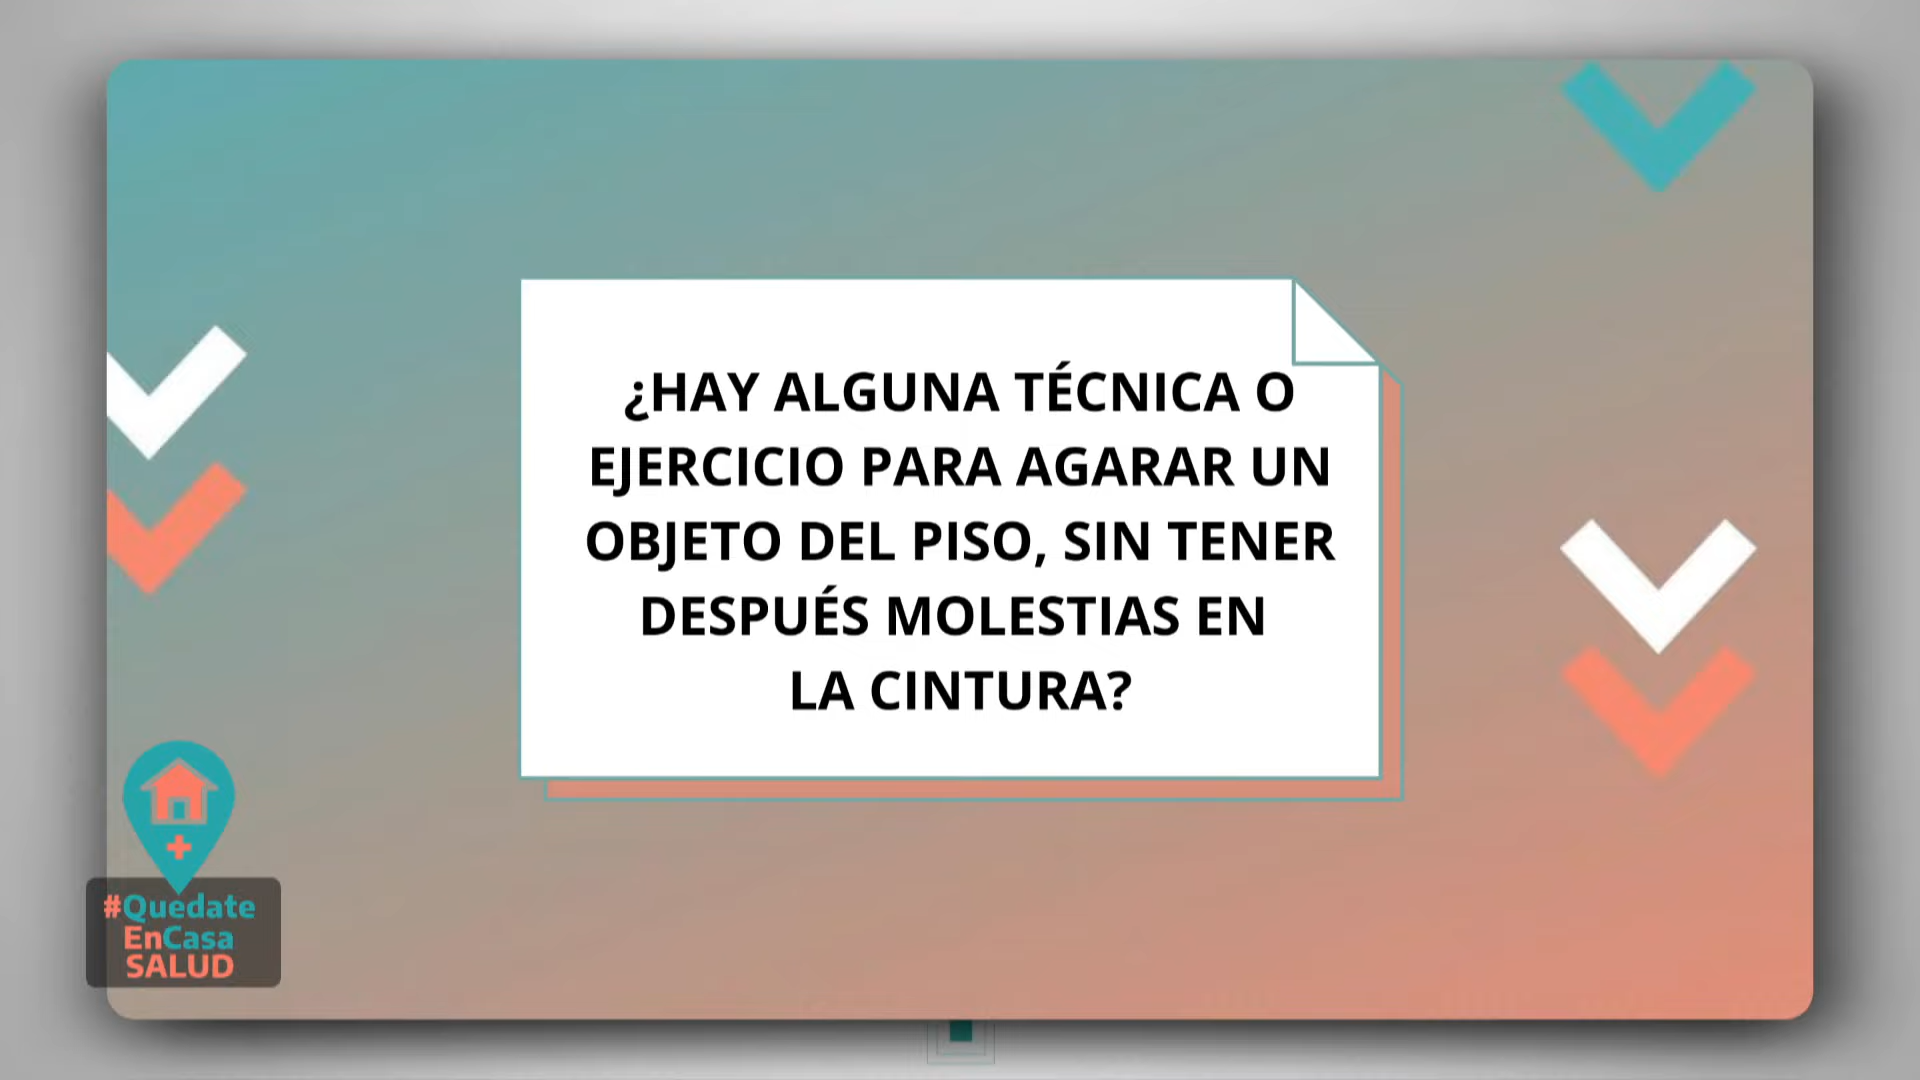 ¿HAY ALGUNA TÉCNICA O
EJERCICIO PARA AGARAR UN
OBJETO DEL PISO, SIN TENER
DESPUÉS MOLESTIAS EN
LA CINTURA?
#Quedate
EnCasa
SALUD